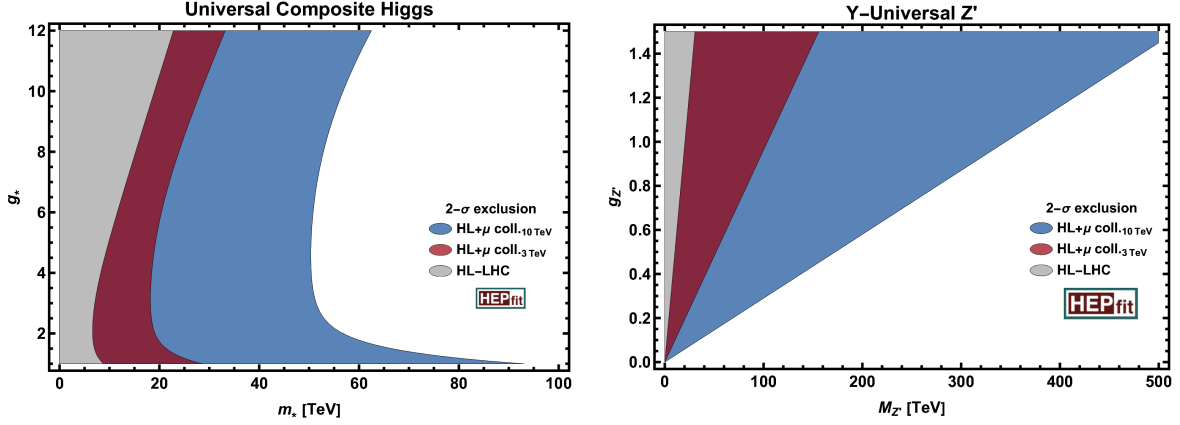 Universal Composite Higgs
12
10
8
6
4
2
g*
0 20 40 60 80 100
m* [TeV]
2−σ exclusion
HL+μ coll.10 TeV
HL+μ coll.3 TeV
HL−LHC
HEPfit
Y−Universal Z'
1.4
1.2
1.0
0.8
0.6
0.4
0.2
0.0
gZ'
0 100 200 300 400 500
MZ' [TeV]
2−σ exclusion
HL+μ coll.10 TeV
HL+μ coll.3 TeV
HL−LHC
HEPfit